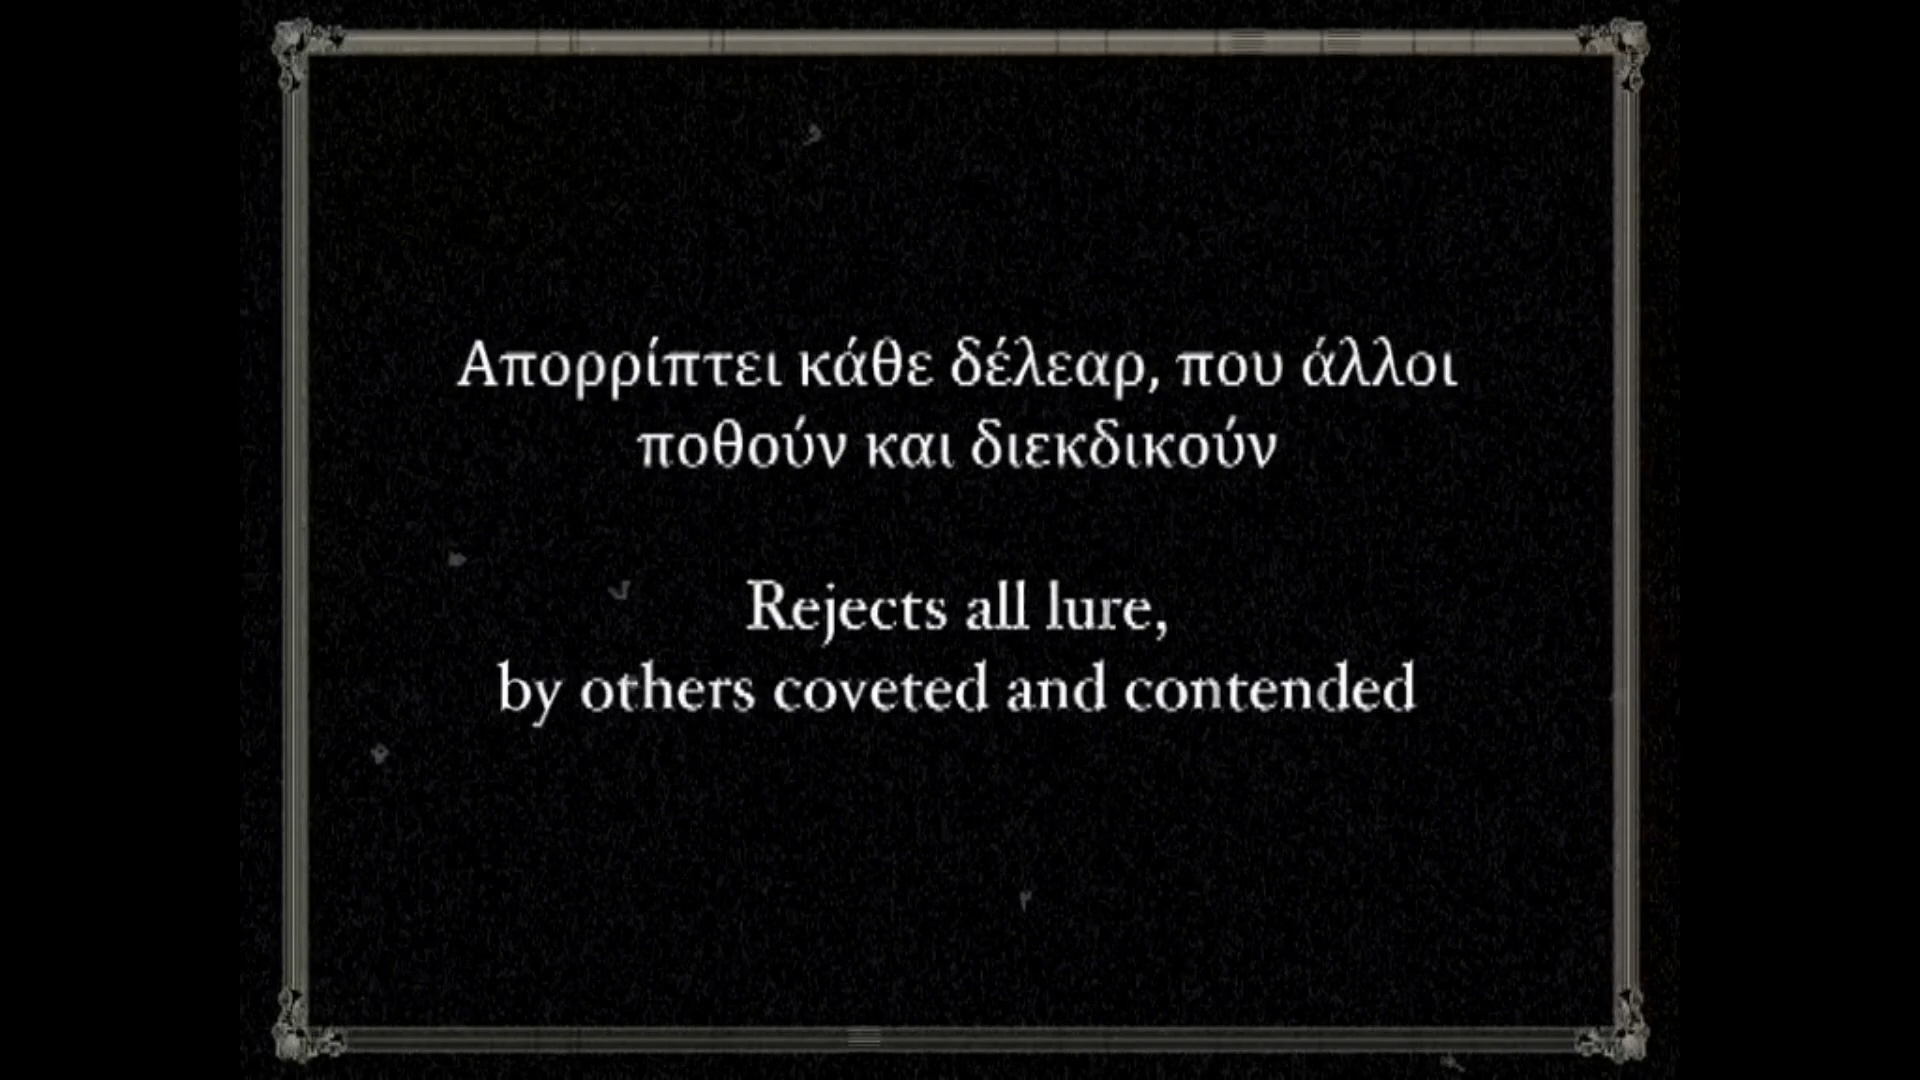 Απορρίπτει κάθε δέλεαρ, που άλλοι
ποθούν και διεκδικούν
Rejects all lure,
by others coveted and contended